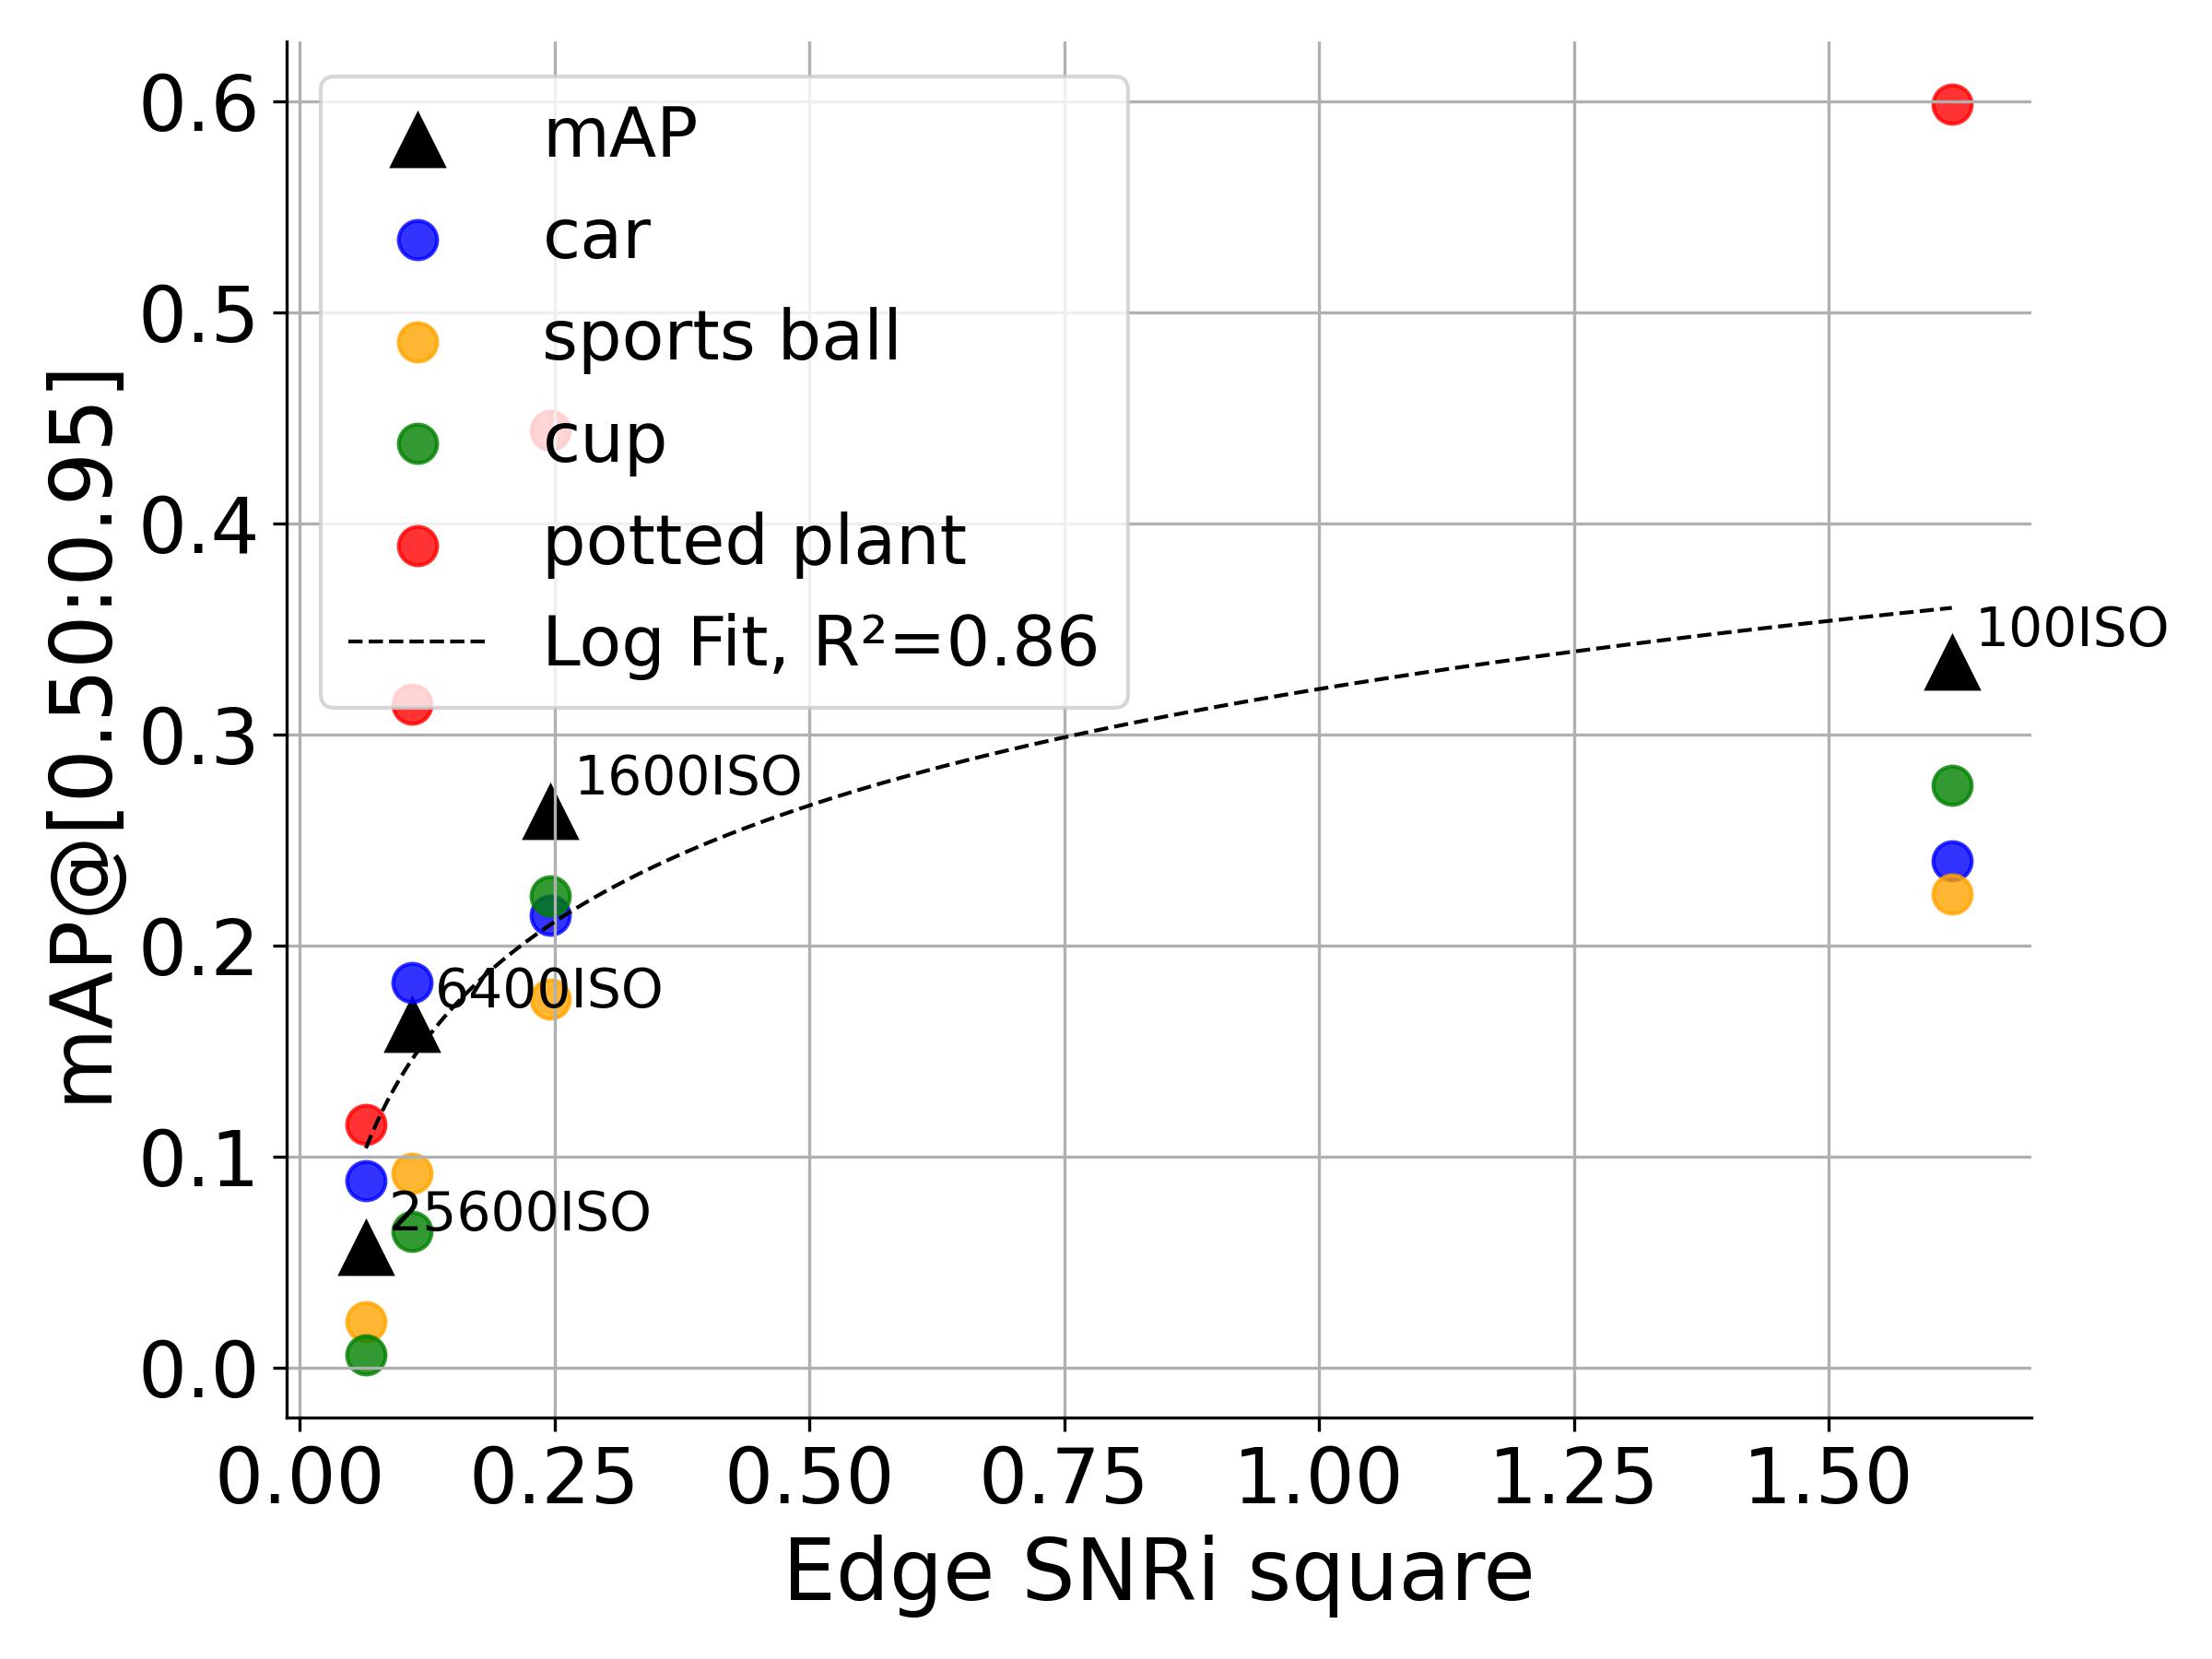 mAP@[0.50:0.95]
0.6
0.5
0.4
0.3
0.2
0.1
0.0
mAP
car
sports ball
cup
potted plant
Log Fit, R²=0.86
100ISO
1600ISO
6400ISO
25600ISO
0.00 0.25 0.50 0.75 1.00 1.25 1.50
Edge SNRi square